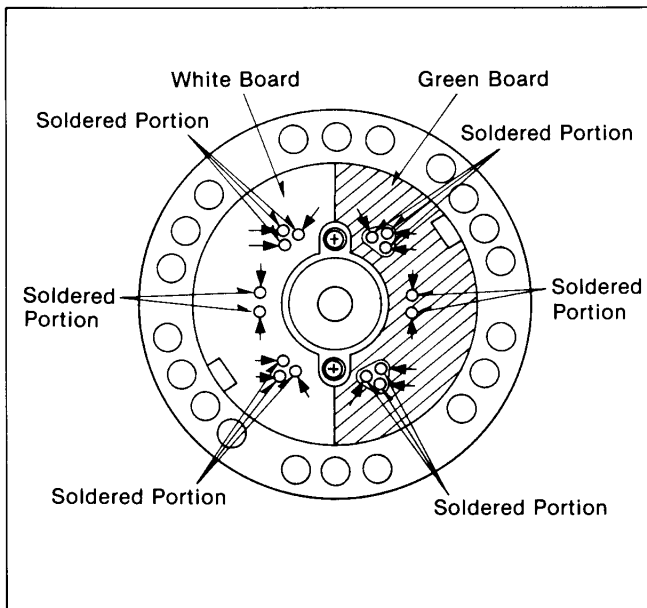 White Board
Green Board
Soldered Portion
Soldered Portion
Soldered
Portion
Soldered
Portion
Soldered Portion
Soldered Portion